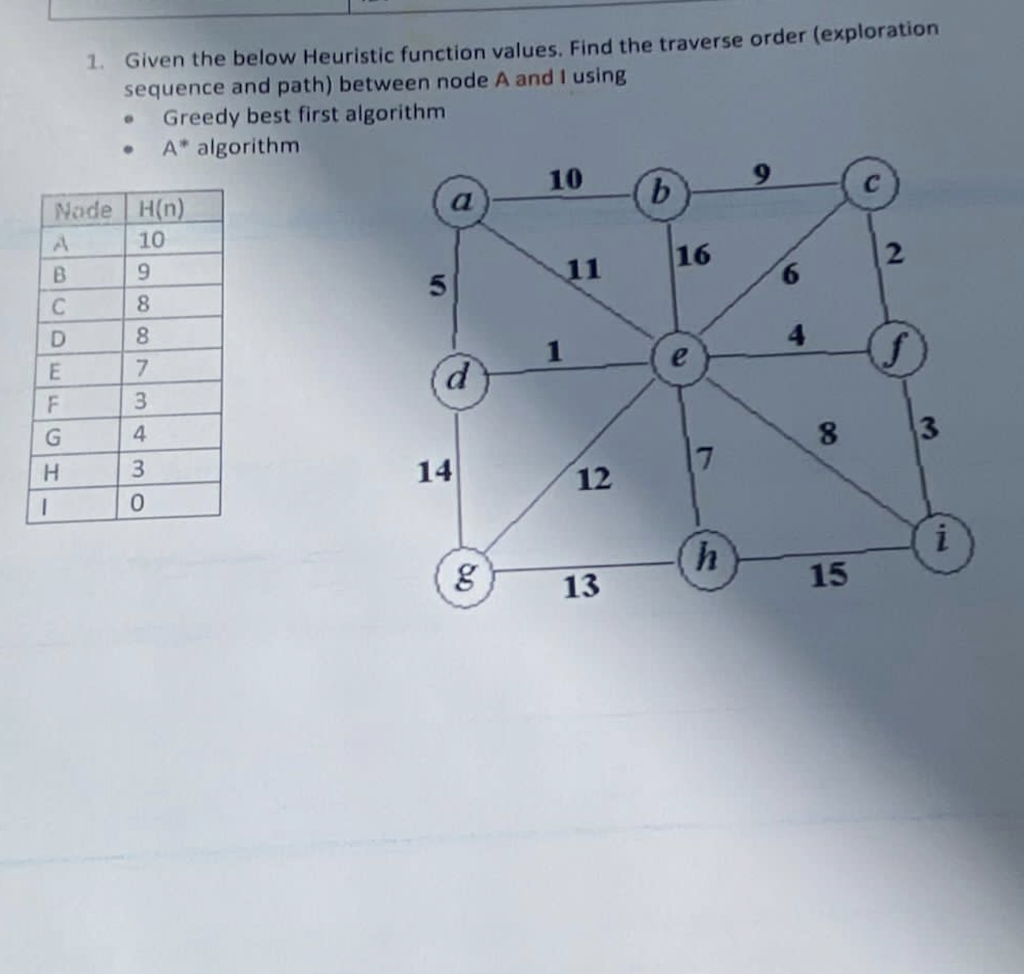 1. Given the below Heuristic function values. Find the traverse order (exploration
sequence and path) between node A and I using
• Greedy best first algorithm
• A* algorithm
Node H(n)
A 10
B 9
C 8
D 8
E 7
F 3
G 4
H 3
I 0
a 10 b 9 c
5 11 16 6 2
d 1 e 4 f
14 12 7 8 3
g 13 h 15 i